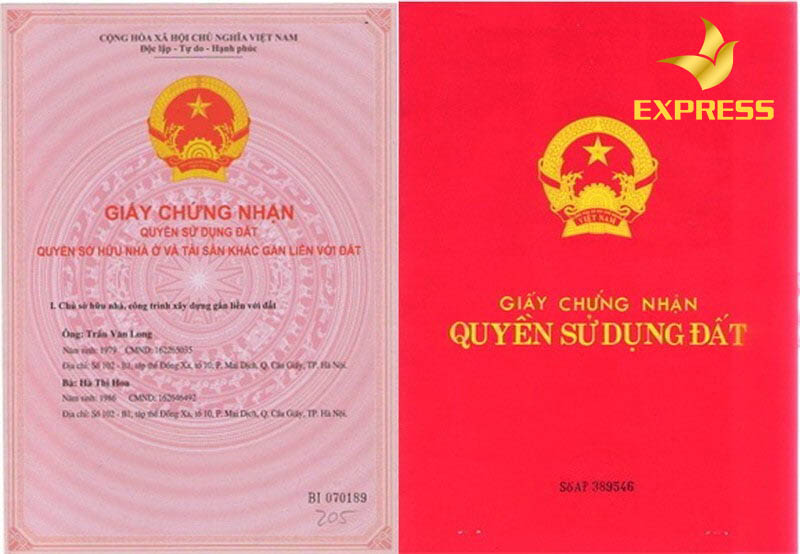 CỘNG HÒA XÃ HỘI CHỦ NGHĨA VIỆT NAM
Độc lập - Tự do - Hạnh phúc
GIẤY CHỨNG NHẬN
QUYỀN SỬ DỤNG ĐẤT
QUYỀN SỞ HỮU NHÀ Ở VÀ TÀI SẢN KHÁC GẮN LIỀN VỚI ĐẤT
I. Chủ sở hữu nhà, công trình xây dựng gắn liền với đất
Ông: Trần Văn Long
Năm sinh: 1979 CMND: 162265035
Địa chỉ: Số 102 - B1, tập thể Đồng Xa, tổ 10, P. Mai Dịch, Q. Cầu Giấy, TP. Hà Nội.
Bà: Hà Thị Hoa
Năm sinh: 1986 CMND: 162646492
Địa chỉ: Số 102 - B1, tập thể Đồng Xa, tổ 10, P. Mai Dịch, Q. Cầu Giấy, TP. Hà Nội.
BI 070189
205
EXPRESS
VIỆT NAM
GIẤY CHỨNG NHẬN
QUYỀN SỬ DỤNG ĐẤT
Số AP 389546